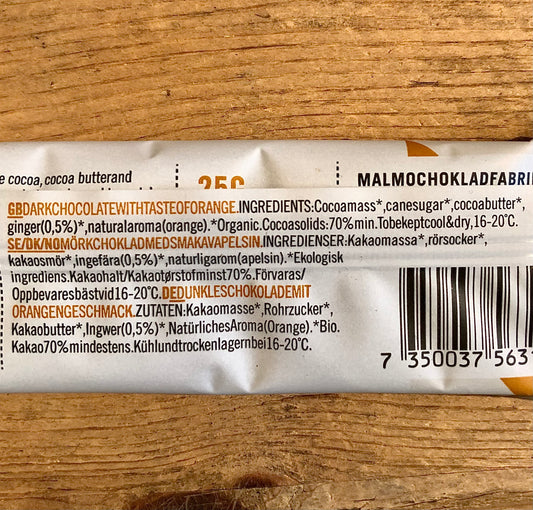 e cocoa, cocoa butterand
25G
MALMOCHOKLADFABRI
GBDARKCHOCOLATEWITHTASTEOFORANGE.INGREDIENTS:Cocoamass*,canesugar*,cocoabutter*,
ginger(0,5%)*,naturalaroma(orange).*Organic.Cocoasolids:70%min.Tobekeptcool&dry,16-20°C.
SE/DK/NOMÖRKCHOKLADMEDSMAKAVAPELSIN.INGREDIENSER:Kakaomassa*,rörsocker*,
kakaosmör*,ingefära(0,5%)*,naturligarom(apelsin).*Ekologisk
ingrediens.Kakaohalt/Kakaotørstofminst70%.Förvaras/
Oppbevaresbästvid16-20°C.DEDUNKLESCHOKOLADEMIT
ORANGENGESCHMACK.ZUTATEN:Kakaomasse*,Rohrzucker*,
Kakaobutter*,Ingwer(0,5%)*,NatürlichesAroma(Orange).*Bio.
Kakao70%mindestens.Kühlundtrockenlagernbei16-20°C.
7 350037 5631